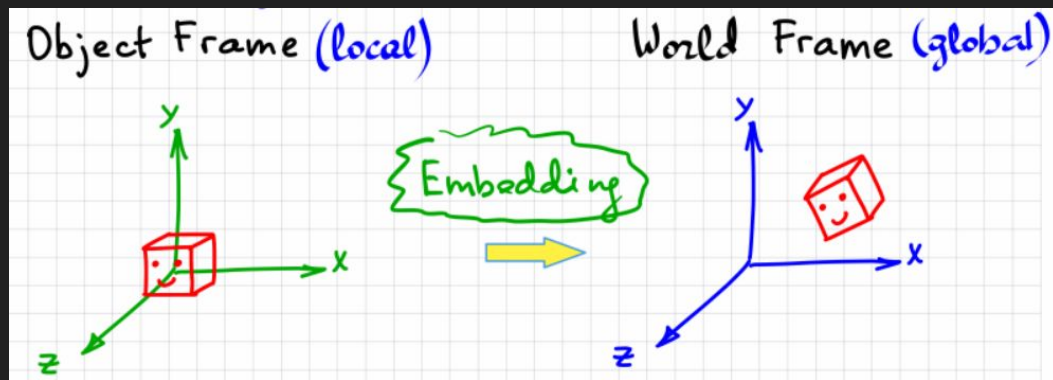 Object Frame (local)
World Frame (global)
y
y
Embedding
x
x
z
z